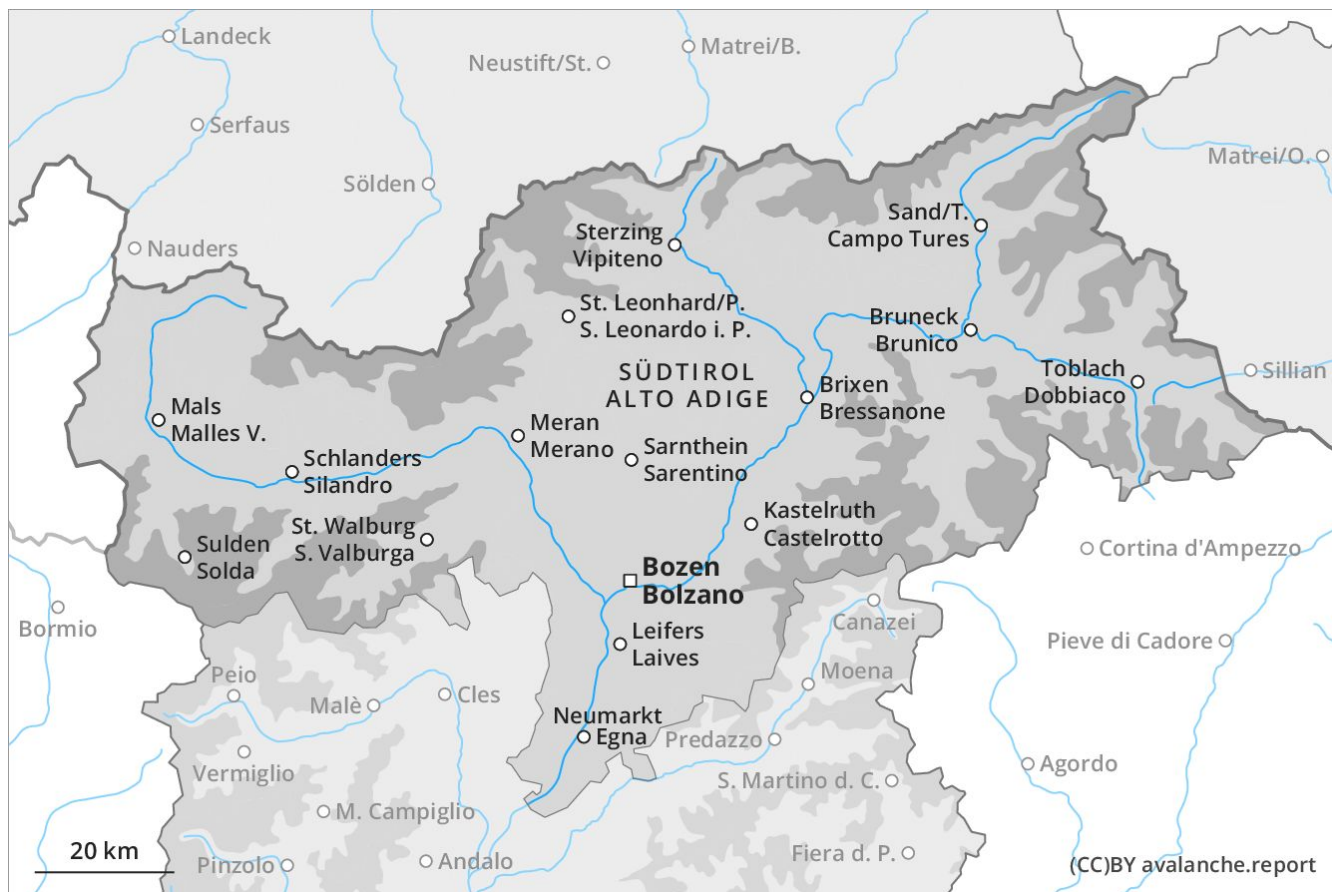 Landeck
Matrei/B.
Neustift/St.
Serfaus
Matrei/O.
Sölden
Nauders
Sand/T.
Campo Tures
Sterzing
Vipiteno
St. Leonhard/P.
S. Leonardo i. P.
Bruneck
Brunico
Toblach
Dobbiaco
Sillian
SÜDTIROL
ALTO ADIGE
Brixen
Bressanone
Mals
Malles V.
Meran
Merano
Sarnthein
Sarentino
Schlanders
Silandro
Kastelruth
Castelrotto
St. Walburg
S. Valburga
Sulden
Solda
Cortina d'Ampezzo
Bozen
Bolzano
Bormio
Canazei
Leifers
Laives
Pieve di Cadore
Peio
Moena
Malè
Cles
Neumarkt
Egna
Predazzo
Vermiglio
Agordo
S. Martino d. C.
M. Campiglio
20 km
Pinzolo
Andalo
Fiera d. P.
(CC)BY avalanche.report